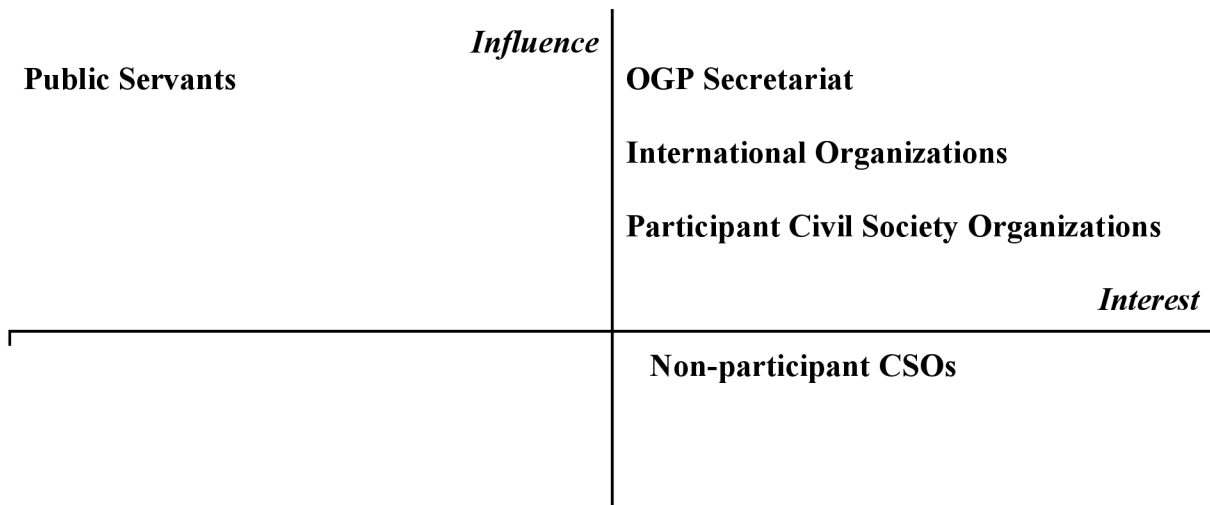 Influence
Public Servants
OGP Secretariat
International Organizations
Participant Civil Society Organizations
Interest
Non-participant CSOs